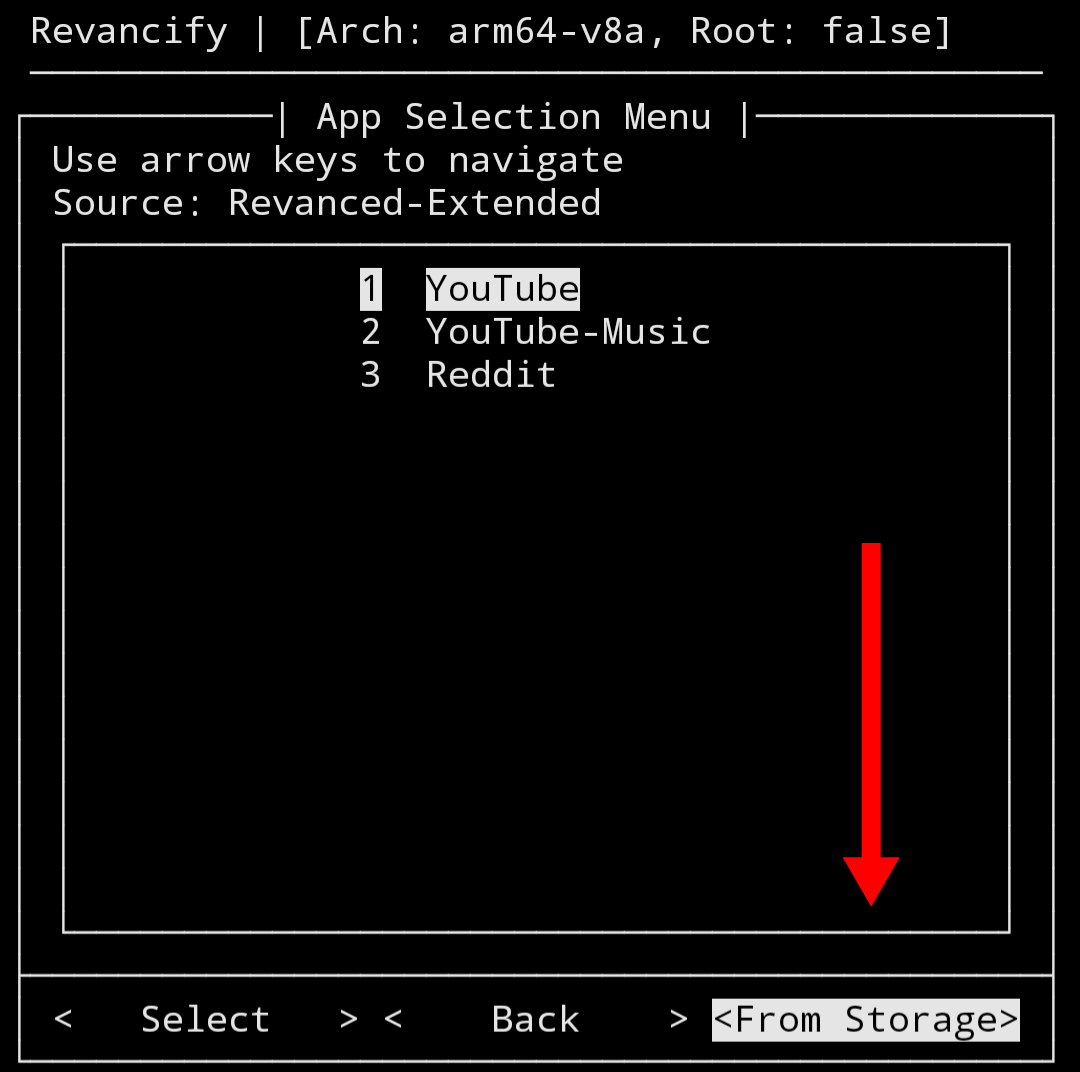 Revancify | [Arch: arm64-v8a, Root: false]
| App Selection Menu |
Use arrow keys to navigate
Source: Revanced-Extended
1 YouTube
2 YouTube-Music
3 Reddit
< Select > < Back > <From Storage>